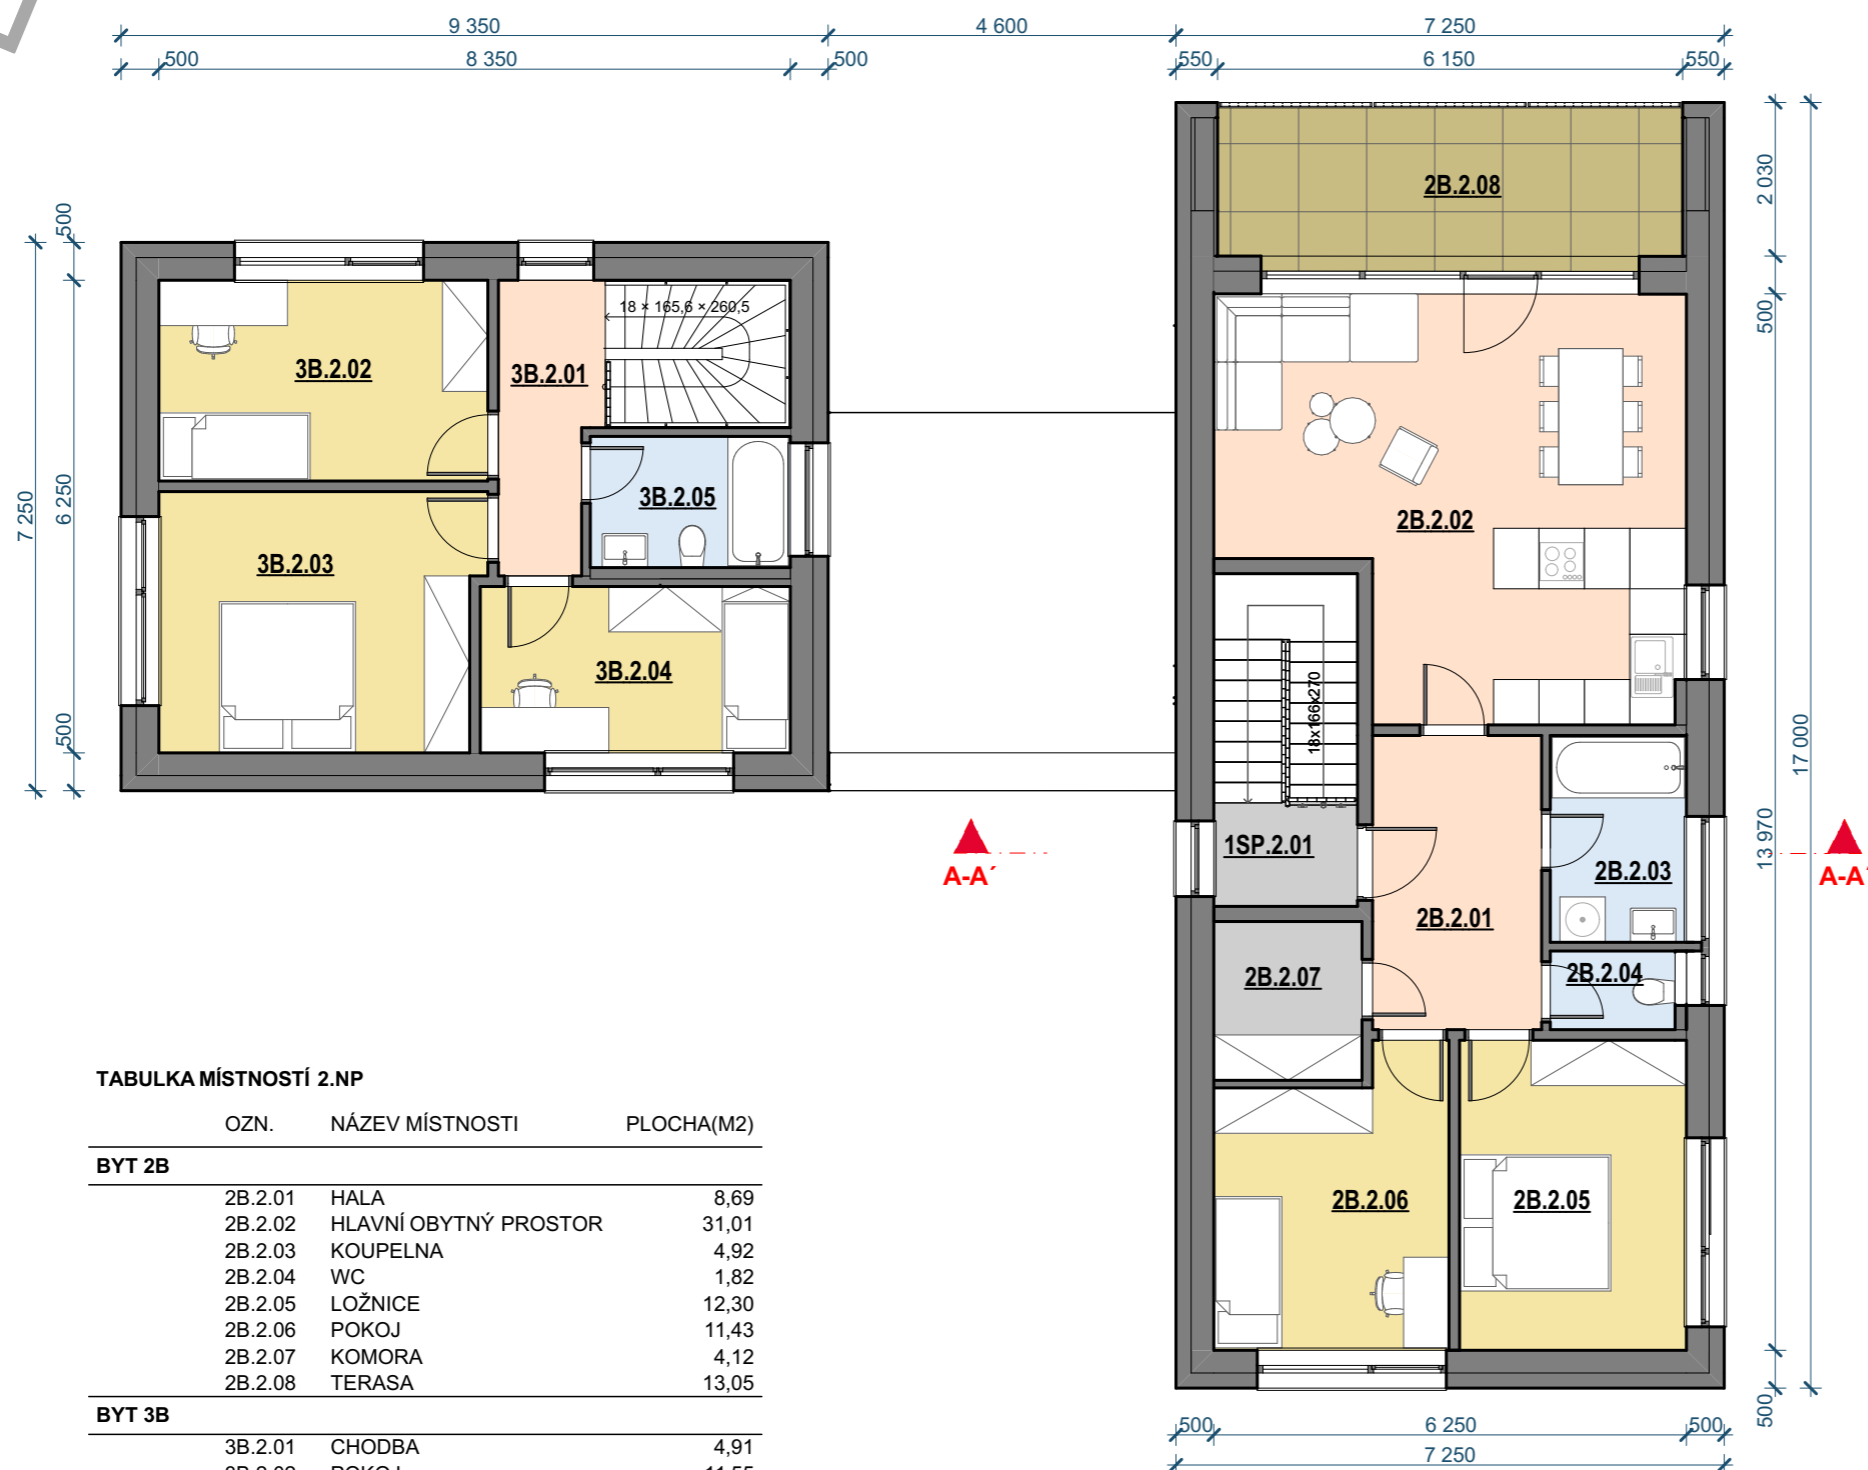 9 350
4 600
7 250
500
8 350
500
550
6 150
550
2 030
2B.2.08
500
500
18 × 165,6 × 260,5
3B.2.02
3B.2.01
7 250
6 250
3B.2.05
2B.2.02
3B.2.03
3B.2.04
18x166x270
500
17 000
13 970
1SP.2.01
A-A´
2B.2.03
A-A´
2B.2.01
2B.2.07
2B.2.04
2B.2.06
2B.2.05
500
6 250
500
500
7 250
TABULKA MÍSTNOSTÍ 2.NP
OZN. NÁZEV MÍSTNOSTI PLOCHA(M2)
BYT 2B
2B.2.01 HALA 8,69
2B.2.02 HLAVNÍ OBYTNÝ PROSTOR 31,01
2B.2.03 KOUPELNA 4,92
2B.2.04 WC 1,82
2B.2.05 LOŽNICE 12,30
2B.2.06 POKOJ 11,43
2B.2.07 KOMORA 4,12
2B.2.08 TERASA 13,05
BYT 3B
3B.2.01 CHODBA 4,91